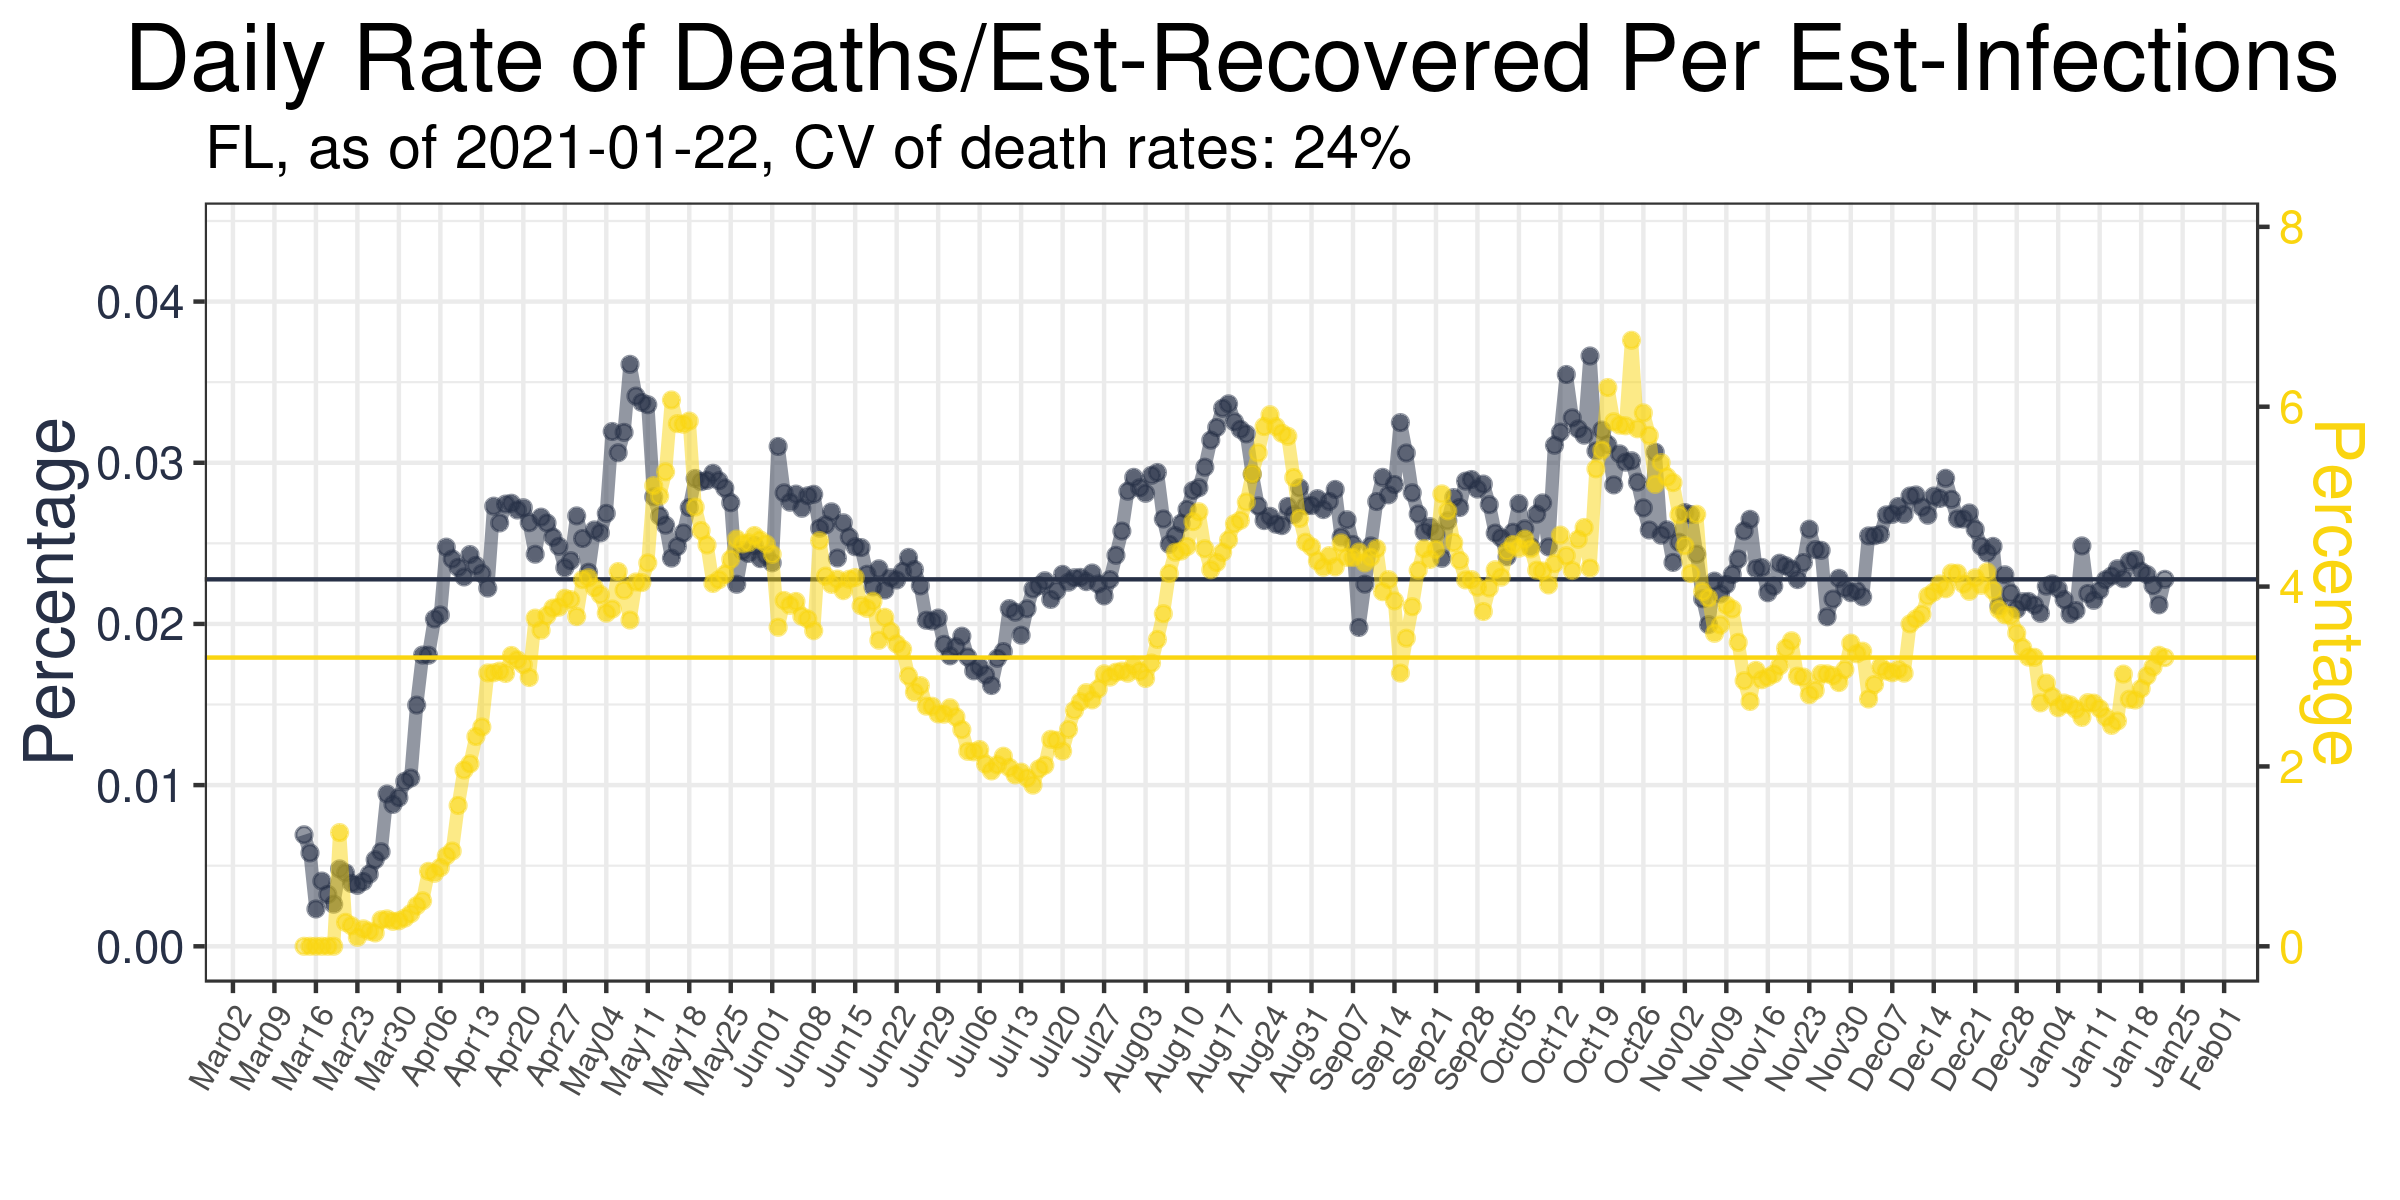 Daily Rate of Deaths/Est-Recovered Per Est-Infections
FL, as of 2021-01-22, CV of death rates: 24%
Percentage
0.04
0.03
0.02
0.01
0.00
8
6
4
2
0
Percentage
Mar02
Mar09
Mar16
Mar23
Mar30
Apr06
Apr13
Apr20
Apr27
May04
May11
May18
May25
Jun01
Jun08
Jun15
Jun22
Jun29
Jul06
Jul13
Jul20
Jul27
Aug03
Aug10
Aug17
Aug24
Aug31
Sep07
Sep14
Sep21
Sep28
Oct05
Oct12
Oct19
Oct26
Nov02
Nov09
Nov16
Nov23
Nov30
Dec07
Dec14
Dec21
Dec28
Jan04
Jan11
Jan18
Jan25
Feb01